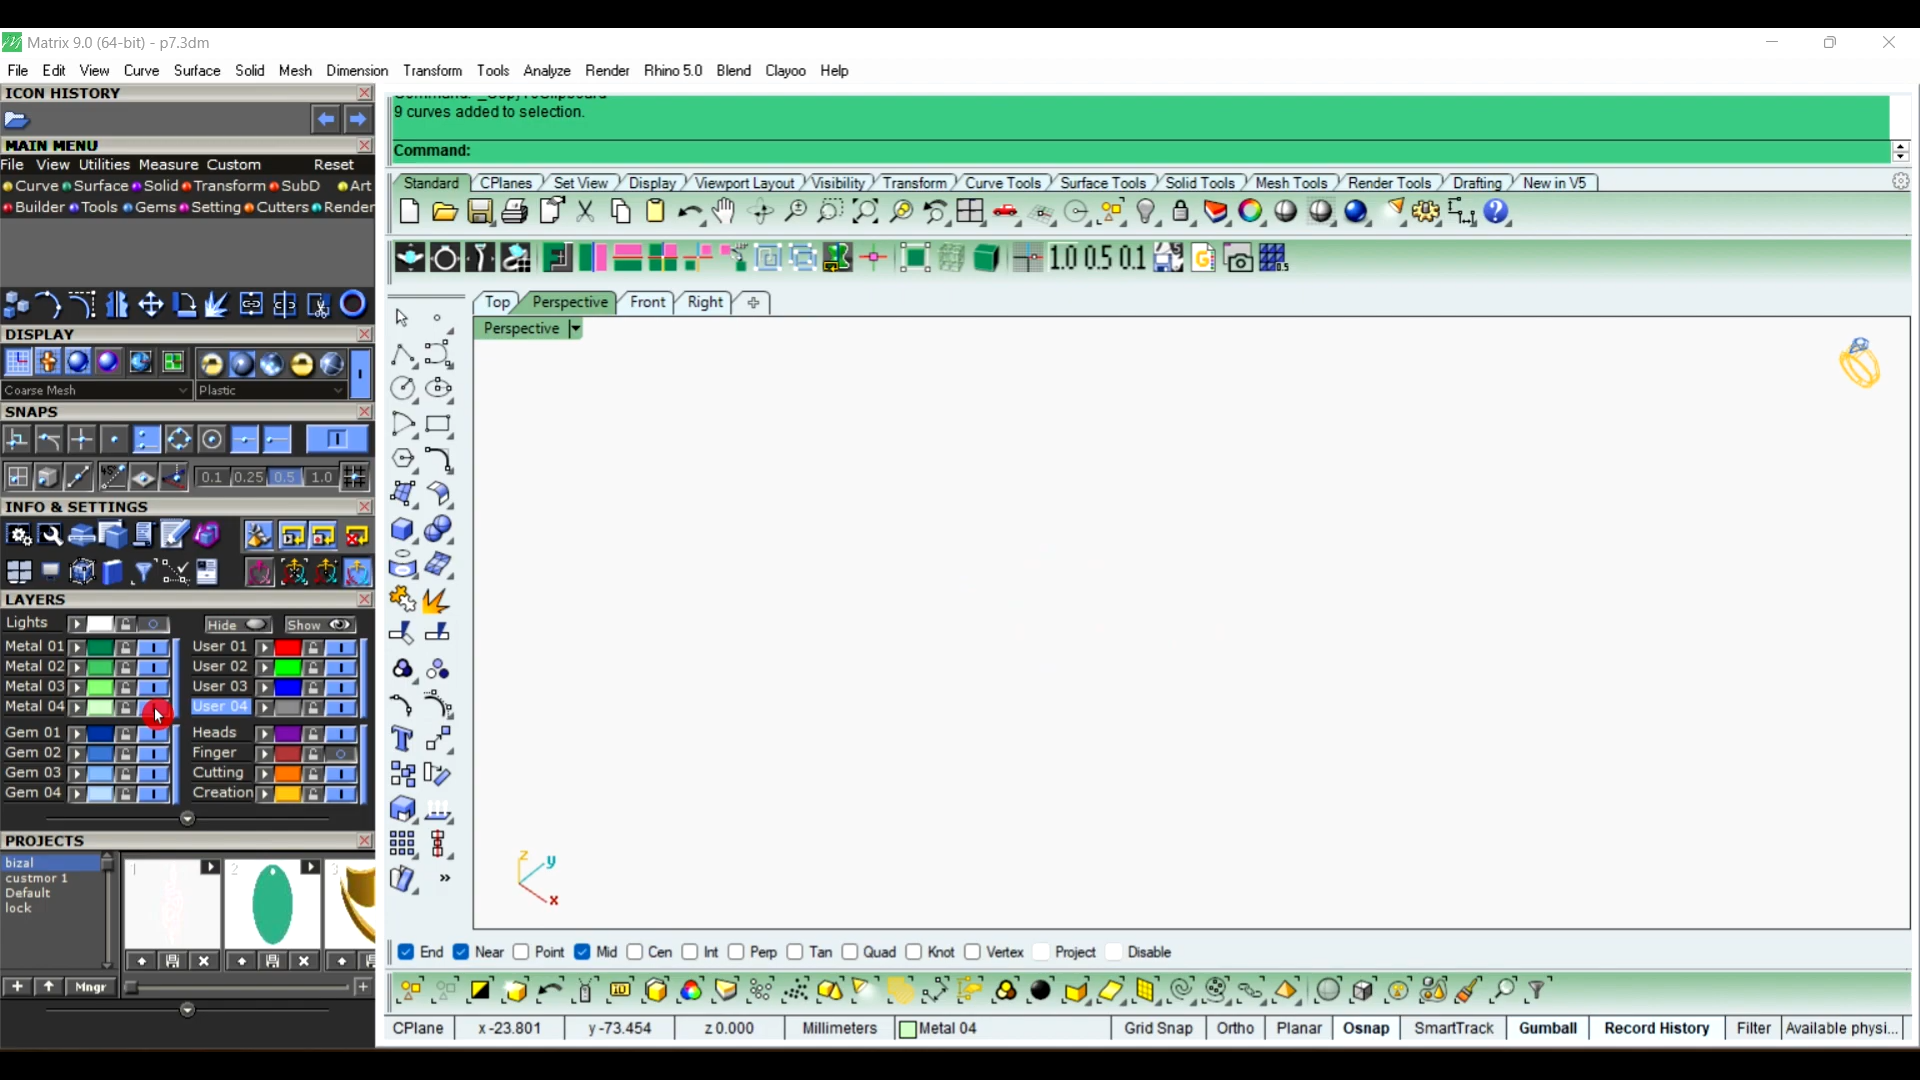 Matrix 9.0 (64-bit) - p7.3dm
File Edit View Curve Surface Solid Mesh Dimension Transform Tools Analyze Render Rhino 5.0 Blend Clayoo Help
ICON HISTORY
9 curves added to selection.
Command:
MAIN MENU
File View Utilities Measure Custom Reset
Curve Surface Solid Transform SubD Art
Builder Tools Gems Setting Cutters Render
Standard CPlanes Set View Display Viewport Layout Visibility Transform Curve Tools Surface Tools Solid Tools Mesh Tools Render Tools Drafting New in V5
1.0 0.5 0.1
Top Perspective Front Right
Perspective
DISPLAY
Coarse Mesh Plastic
SNAPS
0.1 0.25 0.5 1.0
INFO & SETTINGS
LAYERS
Lights Hide Show
Metal 01 User 01
Metal 02 User 02
Metal 03 User 03
Metal 04 User 04
Gem 01 Heads
Gem 02 Finger
Gem 03 Cutting
Gem 04 Creation
PROJECTS
bizal
custmor 1
Default
lock
1 2 3
Mngr
z y x
End Near Point Mid Cen Int Perp Tan Quad Knot Vertex Project Disable
CPlane x -23.801 y -73.454 z 0.000 Millimeters Metal 04 Grid Snap Ortho Planar Osnap SmartTrack Gumball Record History Filter Available physi...